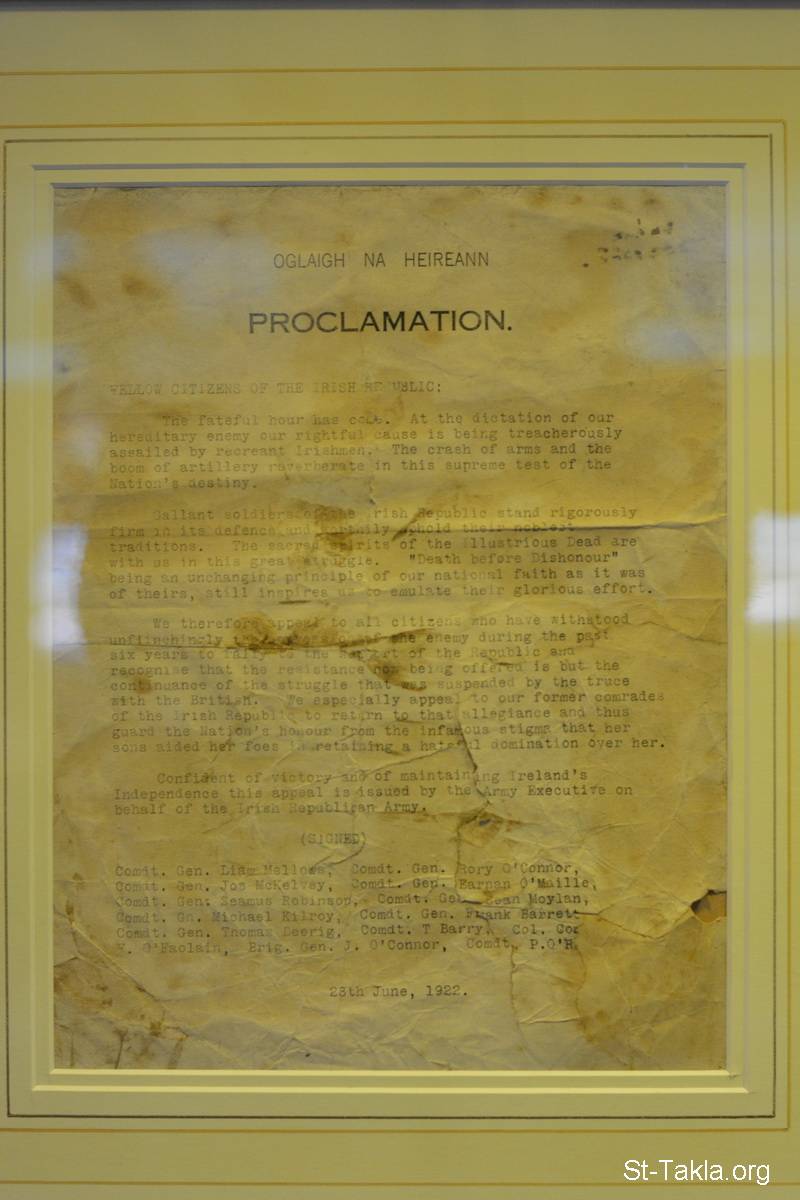 OGLAIGH NA HEIREANN
PROCLAMATION.
FELLOW CITIZENS OF THE IRISH REPUBLIC:
The fateful hour has come. At the dictation of our
hereditary enemy our rightful cause is being treacherously
assailed by recreant Irishmen. The crash of arms and the
boom of artillery raverberate in this supreme test of the
Nation's destiny.
Gallant soldiers of the Irish Republic stand rigorously
firm in its defence and worthily uphold their noblest
traditions. The sacred spirits of the Illustrious Dead are
with us in this great struggle. "Death before Dishonour"
being an unchanging principle of our national faith as it was
of theirs, still inspires us to emulate their glorious effort.
We therefore appeal to all citizens who have withstood
unflinchingly the of the enemy during the past
six years to rally to the support of the Republic and
recognise that the resistance now being offered is but the
continuance of the struggle that was suspended by the truce
with the British. We especially appeal to our former comrades
of the Irish Republic to return to that allegiance and thus
guard the Nation's honour from the infamous stigma that her
sons aided her foes in retaining a hateful domination over her.
Confident of victory and of maintaining Ireland's
Independence this appeal is issued by the Army Executive on
behalf of the Irish Republican Army.
(SIGNED)
Comdt. Gen. Liam Mellows, Comdt. Gen. Rory O'Connor,
Comdt. Gen. Jos McKelvey, Comdt. Gen. Earnan O'Maille,
Comdt. Gen. Seamus Robinson, Comdt. Gen. Sean Moylan,
Comdt. Gn. Michael Kilroy, Comdt. Gen. Frank Barrett
Comdt. Gen. Thomas Deerig, Comdt. T Barry, Col. Com
F. O'Faolain, Brig. Gen. J. O'Connor, Comdt. P.O'R.
28th June, 1922.
St-Takla.org